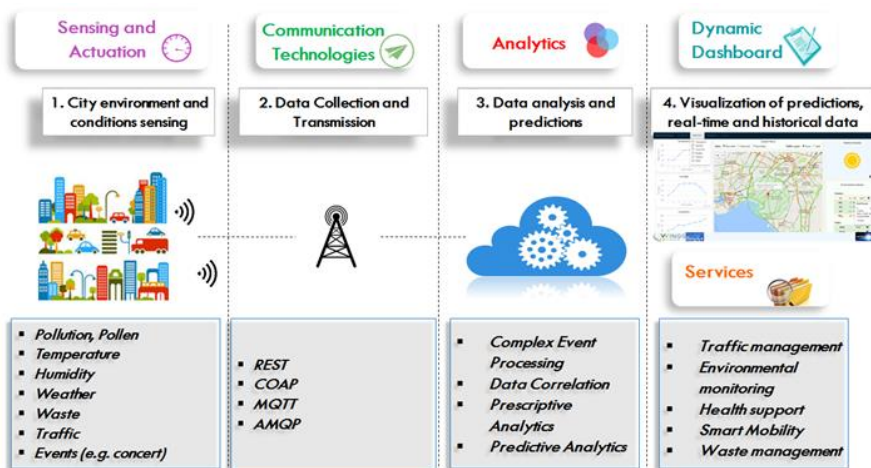 Sensing and
Actuation
Communication
Technologies
Analytics
Dynamic
Dashboard
1. City environment and
conditions sensing
2. Data Collection and
Transmission
3. Data analysis and
predictions
4. Visualization of predictions,
real-time and historical data
Services
▪ Pollution, Pollen
▪ Temperature
▪ Humidity
▪ Weather
▪ Waste
▪ Traffic
▪ Events (e.g. concert)
▪ REST
▪ COAP
▪ MQTT
▪ AMQP
▪ Complex Event
Processing
▪ Data Correlation
▪ Prescriptive
Analytics
▪ Predictive Analytics
▪ Traffic management
▪ Environmental
monitoring
▪ Health support
▪ Smart Mobility
▪ Waste management